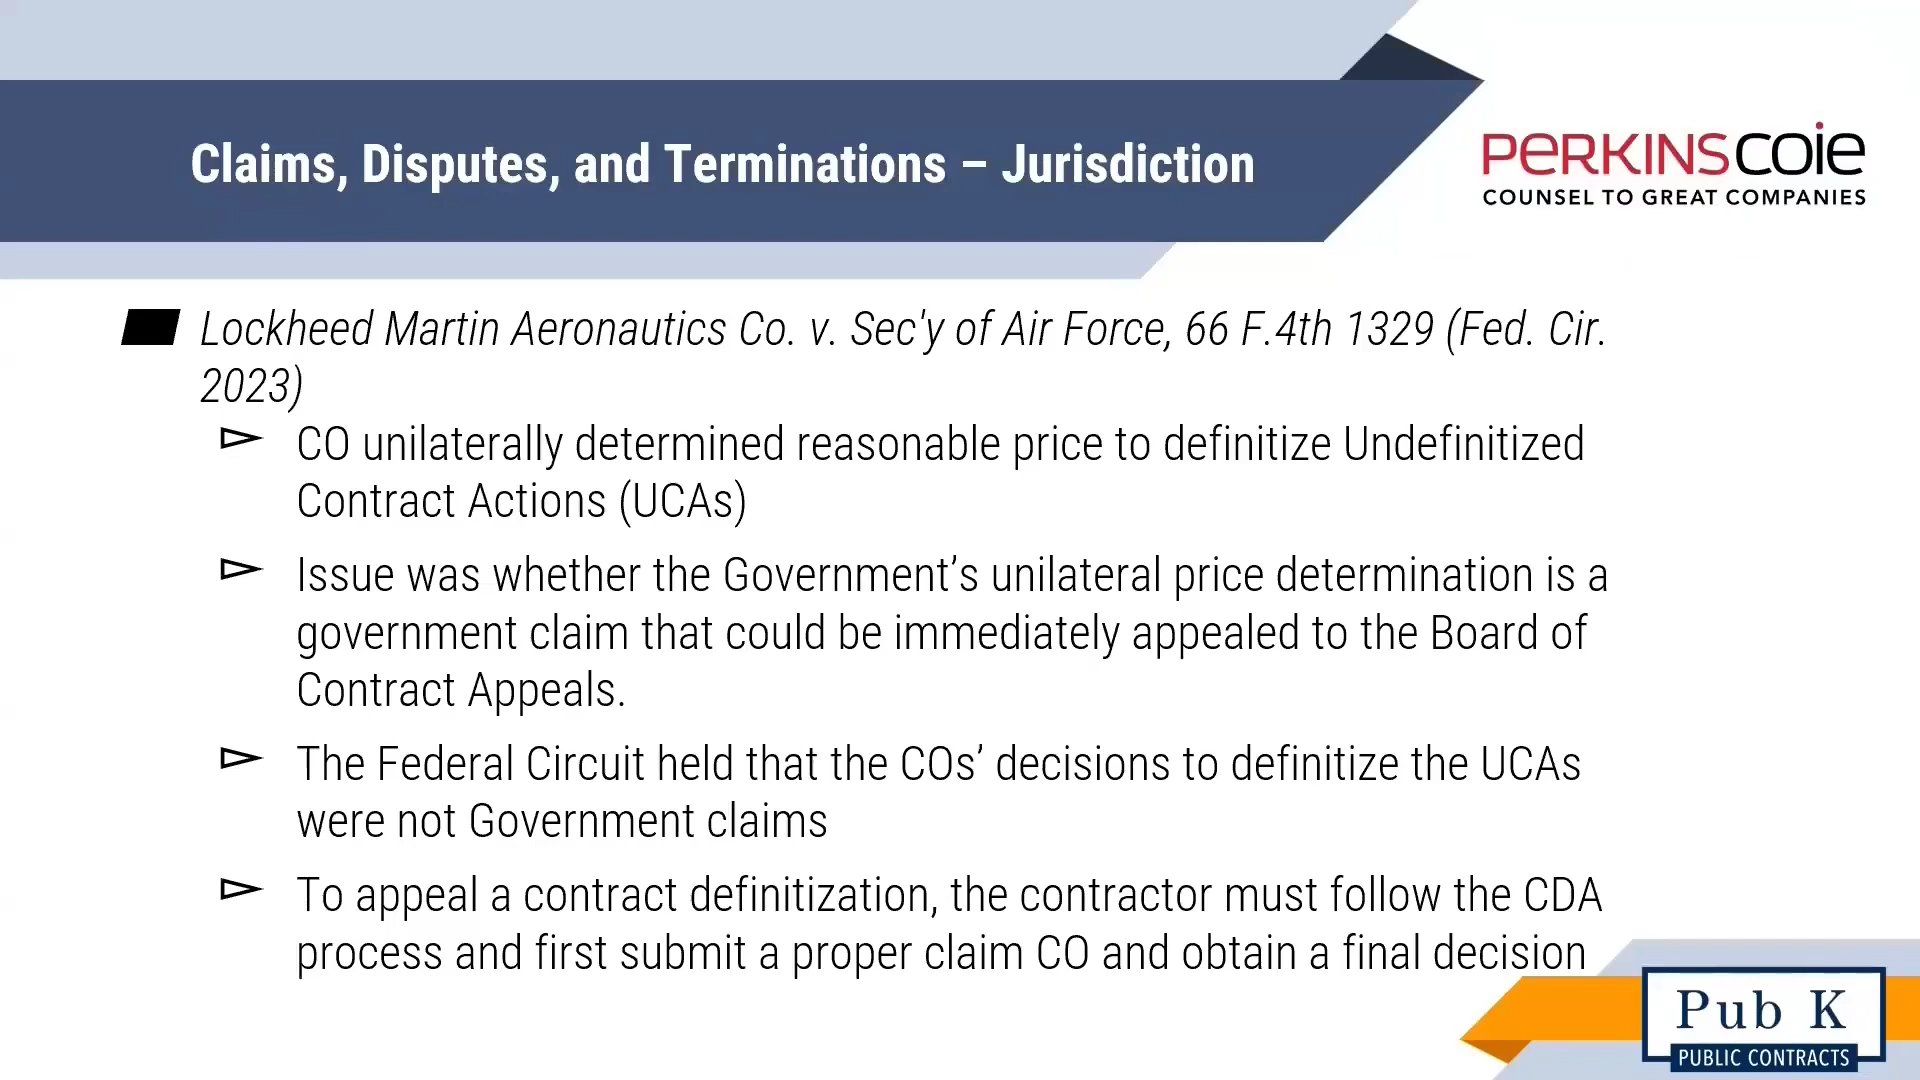 Claims, Disputes, and Terminations – Jurisdiction
PERKINSCOIE
COUNSEL TO GREAT COMPANIES
Lockheed Martin Aeronautics Co. v. Sec'y of Air Force, 66 F.4th 1329 (Fed. Cir.
2023)
CO unilaterally determined reasonable price to definitize Undefinitized
Contract Actions (UCAs)
Issue was whether the Government’s unilateral price determination is a
government claim that could be immediately appealed to the Board of
Contract Appeals.
The Federal Circuit held that the COs’ decisions to definitize the UCAs
were not Government claims
To appeal a contract definitization, the contractor must follow the CDA
process and first submit a proper claim CO and obtain a final decision
Pub K
PUBLIC CONTRACTS